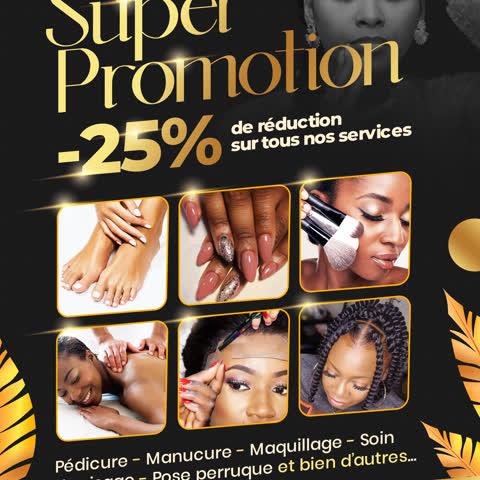 Super
Promotion
-25%
de réduction
sur tous nos services
Pédicure - Manucure - Maquillage - Soin
- Pose perruque et bien d'autres...